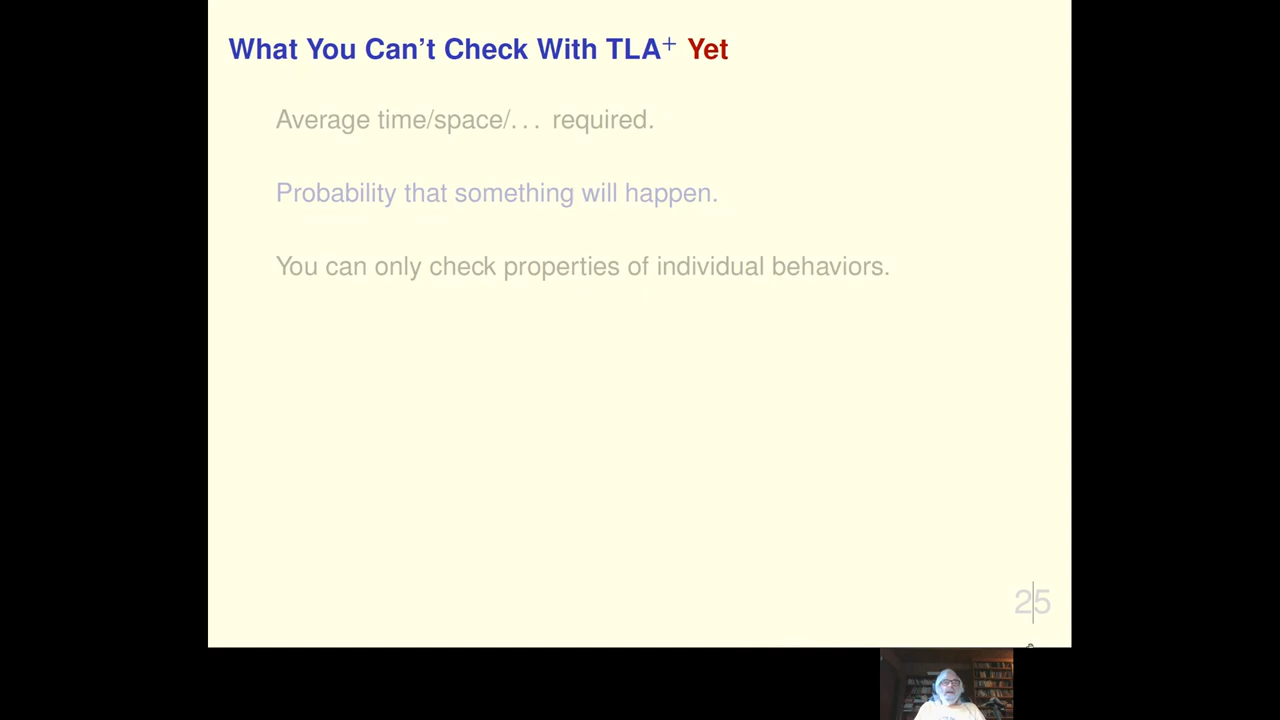 What You Can't Check With TLA+ Yet
Average time/space/... required.
Probability that something will happen.
You can only check properties of individual behaviors.
25